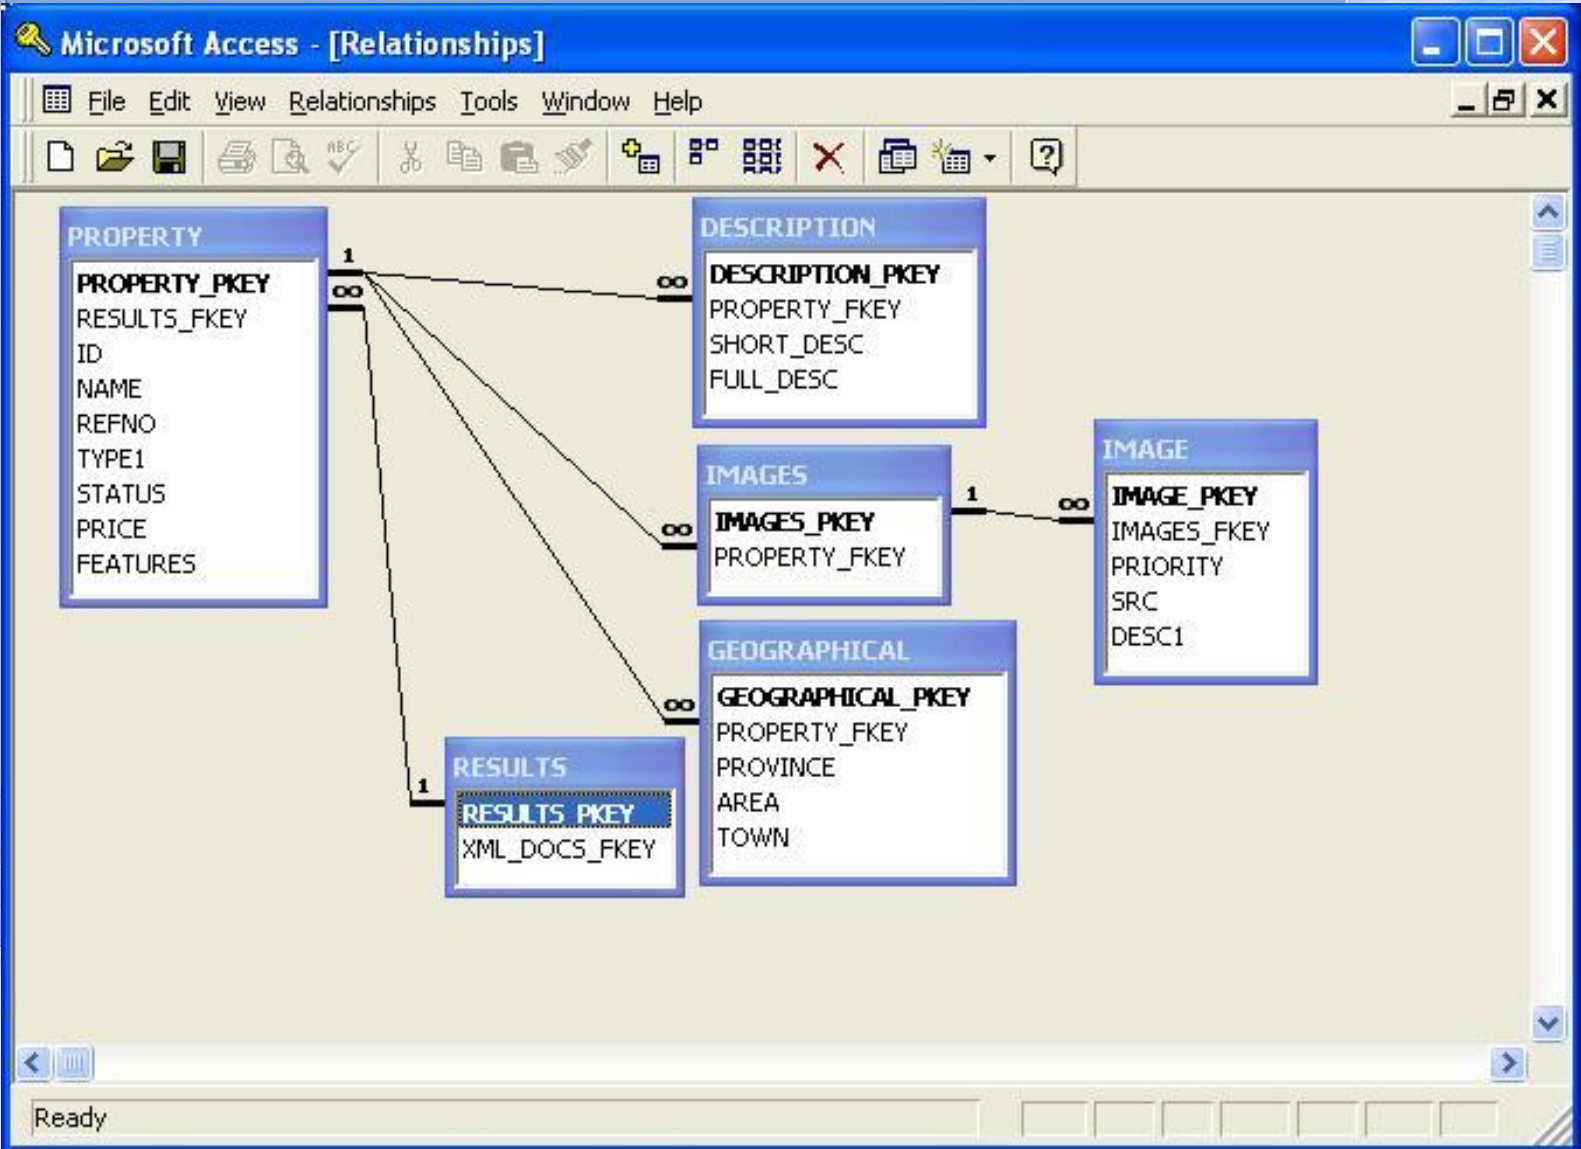 Microsoft Access - [Relationships]
File Edit View Relationships Tools Window Help
ABC
PROPERTY
PROPERTY_PKEY
RESULTS_FKEY
ID
NAME
REFNO
TYPE1
STATUS
PRICE
FEATURES
1
∞
∞
DESCRIPTION
DESCRIPTION_PKEY
PROPERTY_FKEY
SHORT_DESC
FULL_DESC
∞
IMAGES
IMAGES_PKEY
PROPERTY_FKEY
1
∞
IMAGE
IMAGE_PKEY
IMAGES_FKEY
PRIORITY
SRC
DESC1
∞
GEOGRAPHICAL
GEOGRAPHICAL_PKEY
PROPERTY_FKEY
PROVINCE
AREA
TOWN
1
RESULTS
RESULTS_PKEY
XML_DOCS_FKEY
Ready